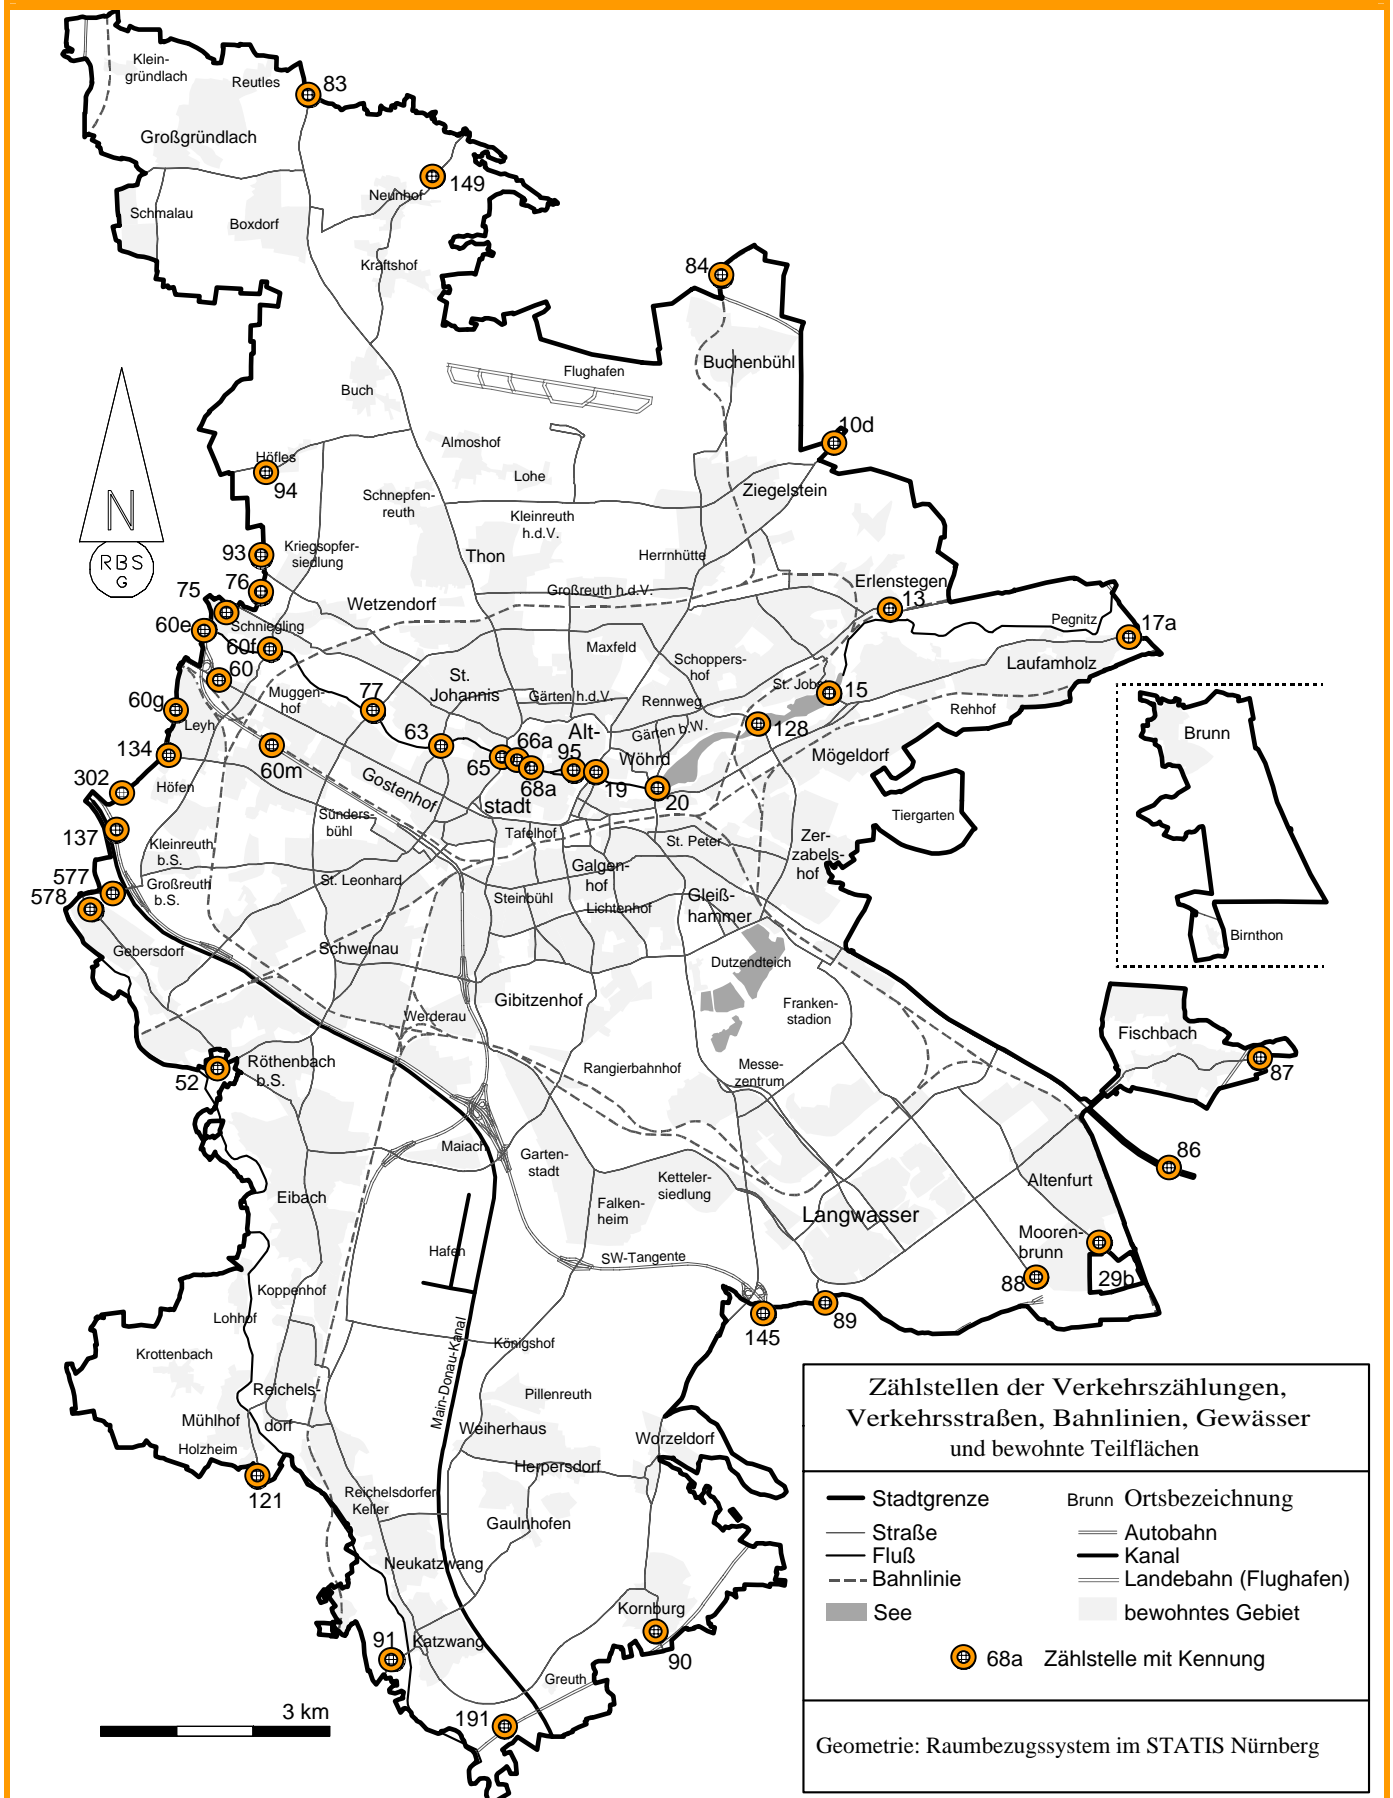 Klein-
gründlach
Reutles
83
Großgründlach
149
Neunhof
Schmalau
Boxdorf
Kraftshof
84
Buchenbühl
Flughafen
Buch
10d
Almoshof
Höfles
94
Lohe
Ziegelstein
Schnepfen-
reuth
Kleinreuth
h.d.V.
N
RBS
G
Kriegsopfer-
siedlung
93
Thon
Herrnhütte
76
75
Großreuth h.d.V.
Erlenstegen
13
Wetzendorf
Schniegling
Pegnitz
17a
60e
60f
Maxfeld
Schoppers-
hof
Laufamholz
60
St.
Johannis
Muggen-
hof
Gärten h.d.V.
Rennweg
St. Jobst
15
Rehhof
60g
77
Leyh
63
66a
Alt-
95
Gärten b.W.
128
Brunn
134
60m
65
Wöhrd
Mögeldorf
302
Höfen
Gostenhof
68a
19
20
stadt
Tiergarten
Sünders-
bühl
Tafelhof
137
Kleinreuth
b.S.
St. Peter
Zer-
zabels-
hof
577
578
Großreuth
b.S.
St. Leonhard
Galgen-
hof
Steinbühl
Gleiß-
hammer
Lichtenhof
Birnthon
Gebersdorf
Schweinau
Dutzendteich
Gibitzenhof
Franken-
stadion
Werderau
Fischbach
Röthenbach
b.S.
52
Rangierbahnhof
Messe-
zentrum
87
Maiach
Garten-
stadt
86
Ketteler-
siedlung
Altenfurt
Eibach
Falken-
heim
Langwasser
Hafen
SW-Tangente
Mooren-
brunn
88
29b
Koppenhof
Lohhof
145
89
Main-Donau-Kanal
Königshof
Krottenbach
Reichels-
dorf
Pillenreuth
Mühlhof
Weiherhaus
Holzheim
Worzeldorf
Herpersdorf
121
Reichelsdorfer
Keller
Gaulnhofen
Neukatzwang
Kornburg
91
Katzwang
90
Greuth
3 km
191
Zählstellen der Verkehrszählungen,
Verkehrsstraßen, Bahnlinien, Gewässer
und bewohnte Teilflächen
Stadtgrenze
Brunn Ortsbezeichnung
Straße
Autobahn
Fluß
Kanal
Bahnlinie
Landebahn (Flughafen)
See
bewohntes Gebiet
68a Zählstelle mit Kennung
Geometrie: Raumbezugssystem im STATIS Nürnberg